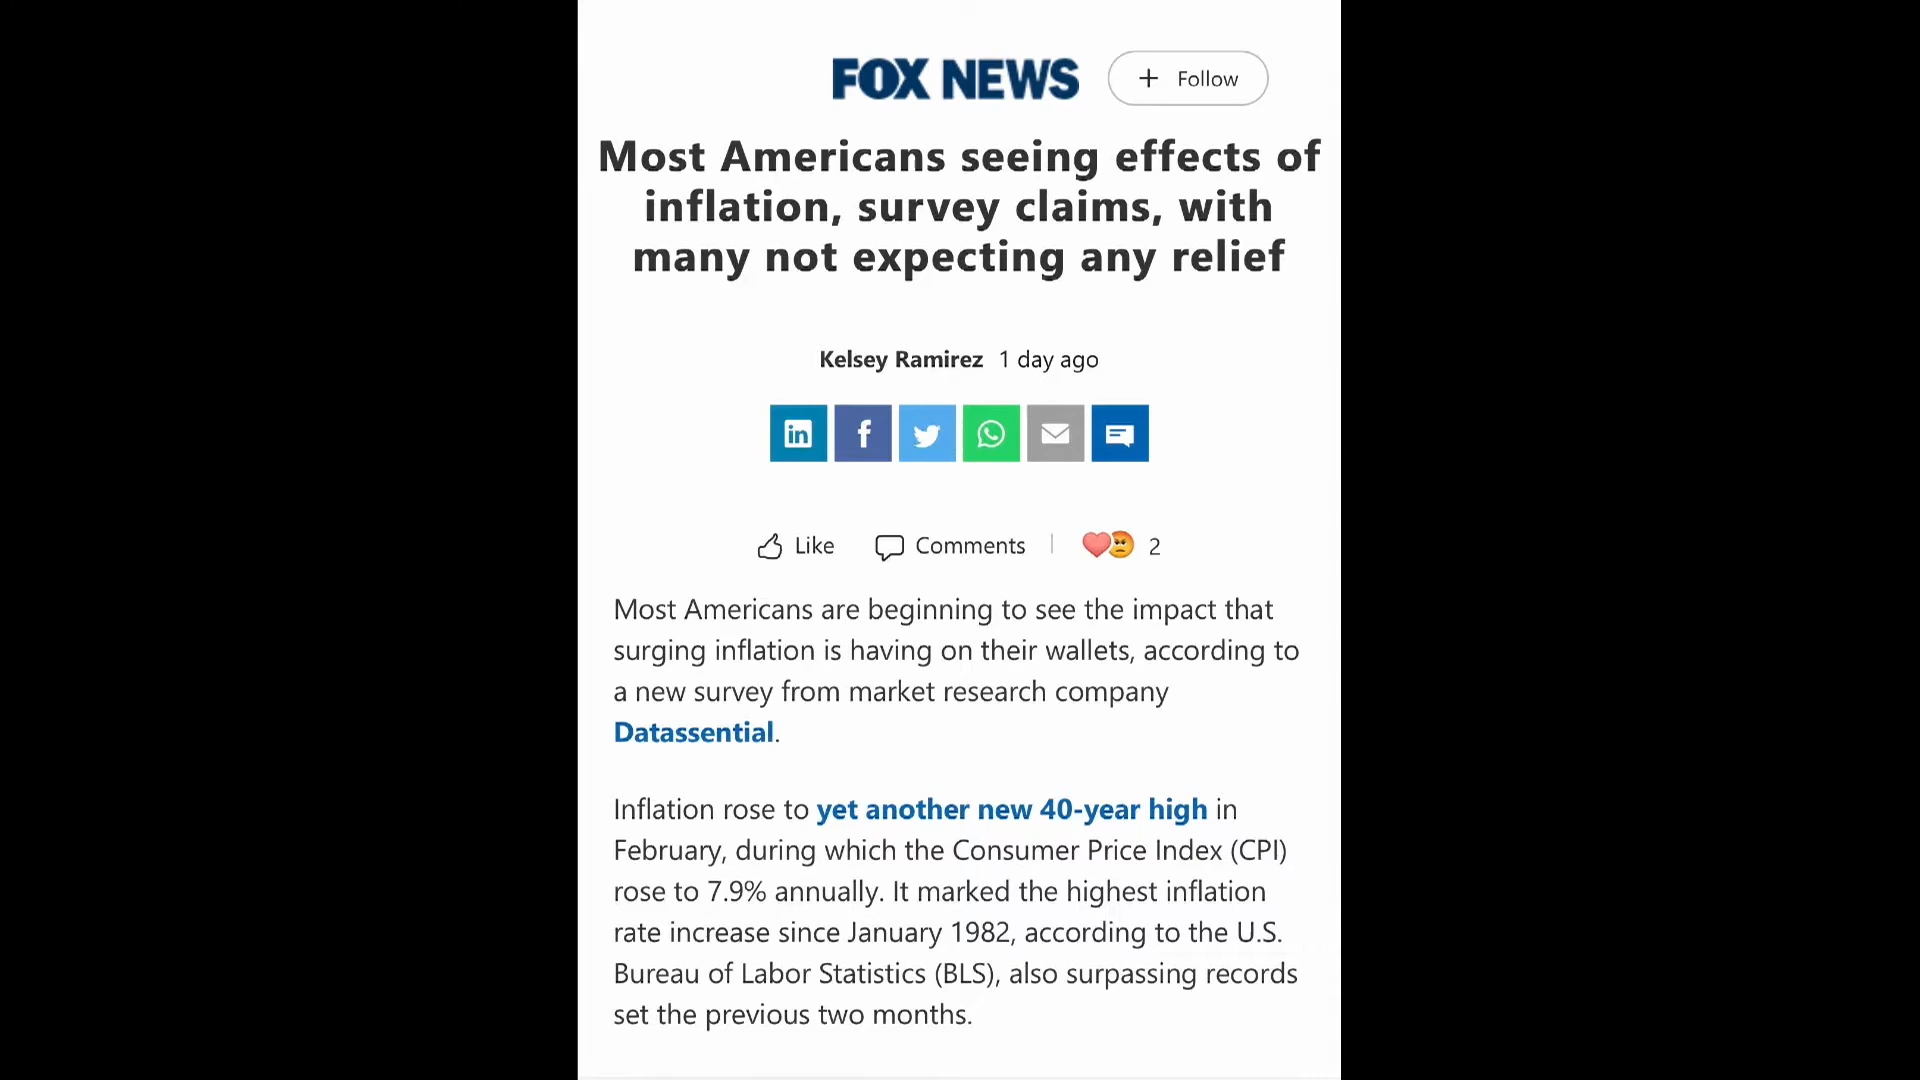 FOX NEWS
+ Follow
Most Americans seeing effects of
inflation, survey claims, with
many not expecting any relief
Kelsey Ramirez 1 day ago
in f
Like Comments 2
Most Americans are beginning to see the impact that
surging inflation is having on their wallets, according to
a new survey from market research company
Datassential.
Inflation rose to yet another new 40-year high in
February, during which the Consumer Price Index (CPI)
rose to 7.9% annually. It marked the highest inflation
rate increase since January 1982, according to the U.S.
Bureau of Labor Statistics (BLS), also surpassing records
set the previous two months.